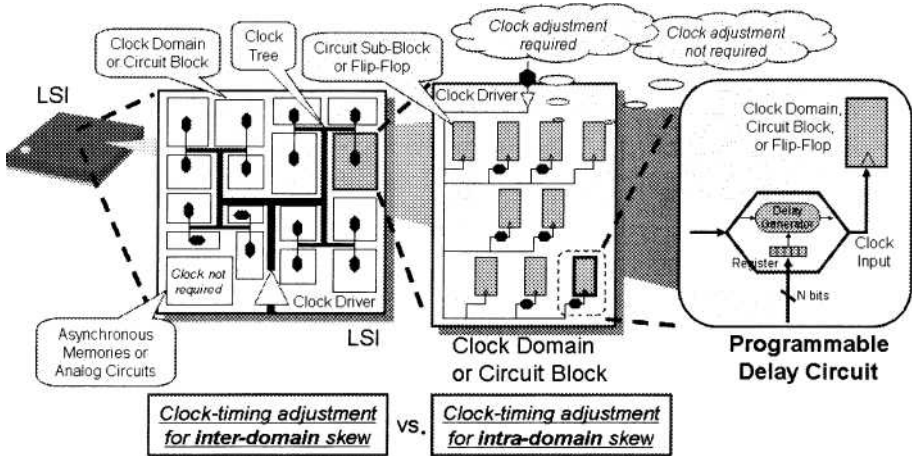 Clock Domain
or Circuit Block
Clock
Tree
Circuit Sub-Block
or Flip-Flop
Clock adjustment
required
Clock adjustment
not required
LSI
Clock Driver
Clock Domain,
Circuit Block,
or Flip-Flop
Delay
Generator
Register
Clock
Input
N bits
Clock not
required
Clock Driver
Asynchronous
Memories or
Analog Circuits
LSI
Clock Domain
or Circuit Block
Programmable
Delay Circuit
Clock-timing adjustment
for inter-domain skew
vs.
Clock-timing adjustment
for intra-domain skew